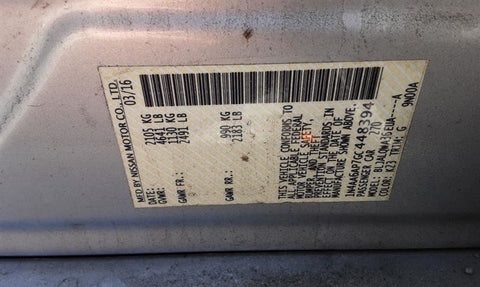 MFD BY NISSAN MOTOR CO., LTD.
03/16
GVWR: 2105 KG
4641 LB
GAWR FR: 1130 KG
2491 LB
GAWR RR: 990 KG
2183 LB
THIS VEHICLE CONFORMS TO
ALL APPLICABLE FEDERAL
MOTOR VEHICLE SAFETY,
BUMPER, AND THEFT
PREVENTION STANDARDS IN
EFFECT ON THE DATE OF
MANUFACTURE SHOWN ABOVE.
1N4AA6AP7GC448394
PASSENGER CAR 270
MODEL:
COLOR: K23 TRIM: G
A
9N00A